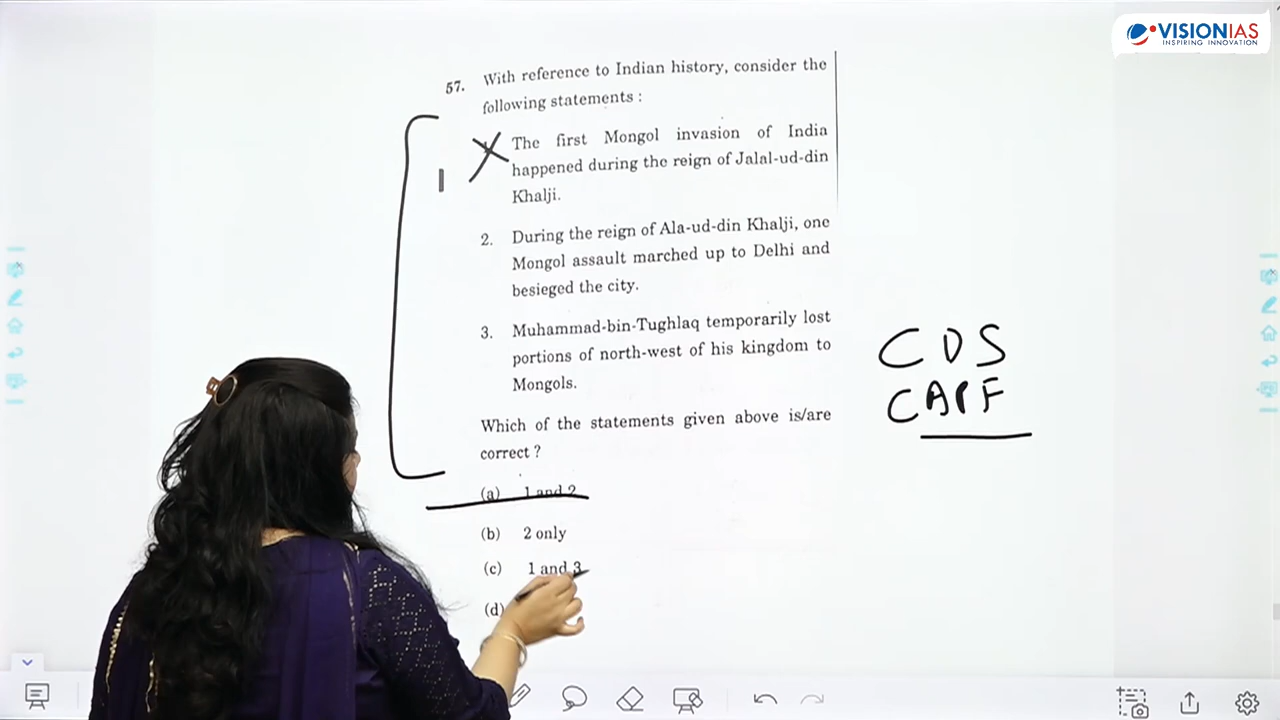 VISIONIAS
INSPIRING INNOVATION
57. With reference to Indian history, consider the
following statements :
The first Mongol invasion of India
happened during the reign of Jalal-ud-din
Khalji.
2. During the reign of Ala-ud-din Khalji, one
Mongol assault marched up to Delhi and
besieged the city.
3. Muhammad-bin-Tughlaq temporarily lost
portions of north-west of his kingdom to
Mongols.
Which of the statements given above is/are
correct ?
(a) 1 and 2
(b) 2 only
(c) 1 and 3
(d)
CDS
CAPF